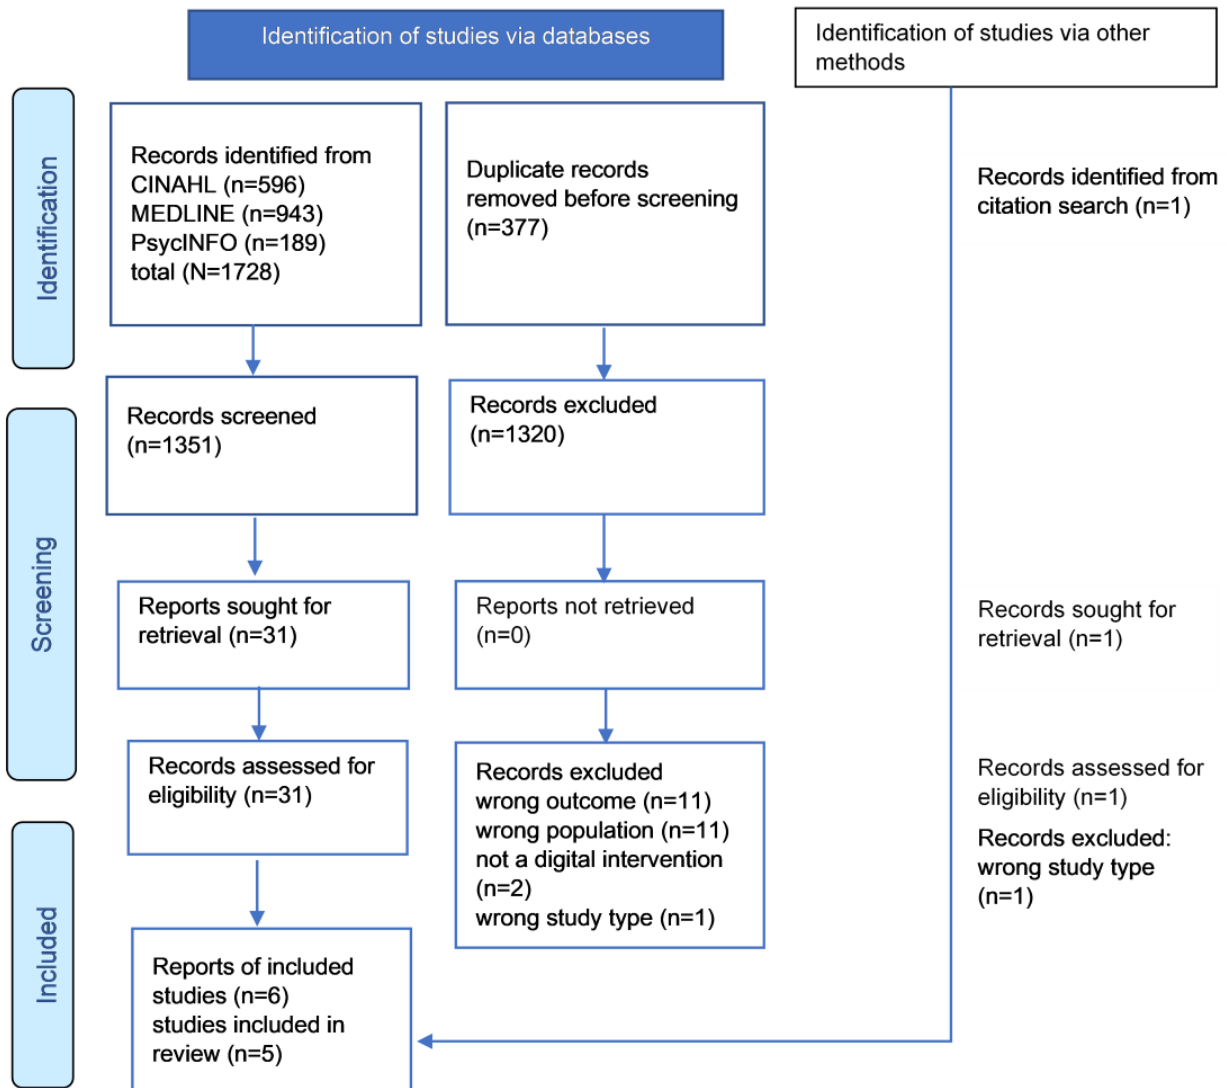 Identification of studies via databases
Identification of studies via other
methods
Identification
Records identified from
CINAHL (n=596)
MEDLINE (n=943)
PsycINFO (n=189)
total (N=1728)
Duplicate records
removed before screening
(n=377)
Records identified from
citation search (n=1)
Screening
Records screened
(n=1351)
Records excluded
(n=1320)
Reports sought for
retrieval (n=31)
Reports not retrieved
(n=0)
Records sought for
retrieval (n=1)
Records assessed for
eligibility (n=31)
Records excluded
wrong outcome (n=11)
wrong population (n=11)
not a digital intervention
(n=2)
wrong study type (n=1)
Records assessed for
eligibility (n=1)
Records excluded:
wrong study type
(n=1)
Included
Reports of included
studies (n=6)
studies included in
review (n=5)